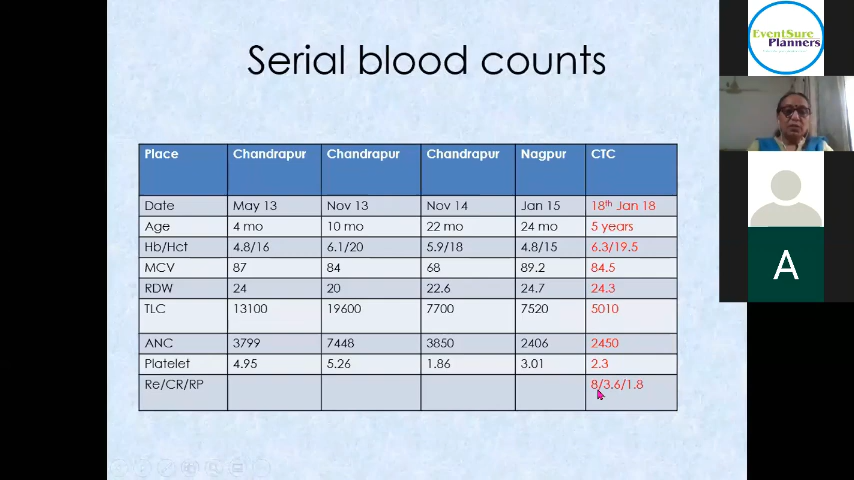 Serial blood counts
EventSure
Planners
Place Chandrapur Chandrapur Chandrapur Nagpur CTC
Date May 13 Nov 13 Nov 14 Jan 15 18th Jan 18
Age 4 mo 10 mo 22 mo 24 mo 5 years
Hb/Hct 4.8/16 6.1/20 5.9/18 4.8/15 6.3/19.5
MCV 87 84 68 89.2 84.5
RDW 24 20 22.6 24.7 24.3
TLC 13100 19600 7700 7520 5010
ANC 3799 7448 3850 2406 2450
Platelet 4.95 5.26 1.86 3.01 2.3
Re/CR/RP 8/3.6/1.8
A